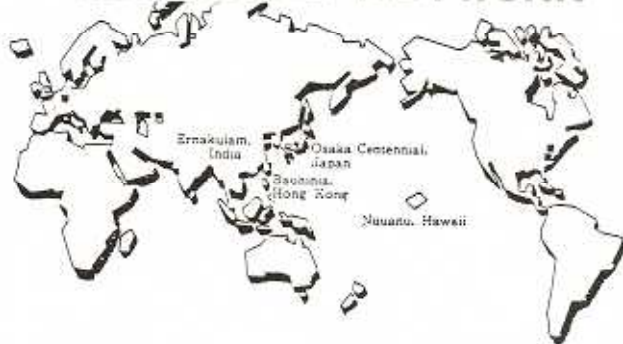 Ernakulam,
India
Osaka Centennial,
Japan
Bauhinia,
Hong Kong
Nuuanu, Hawaii